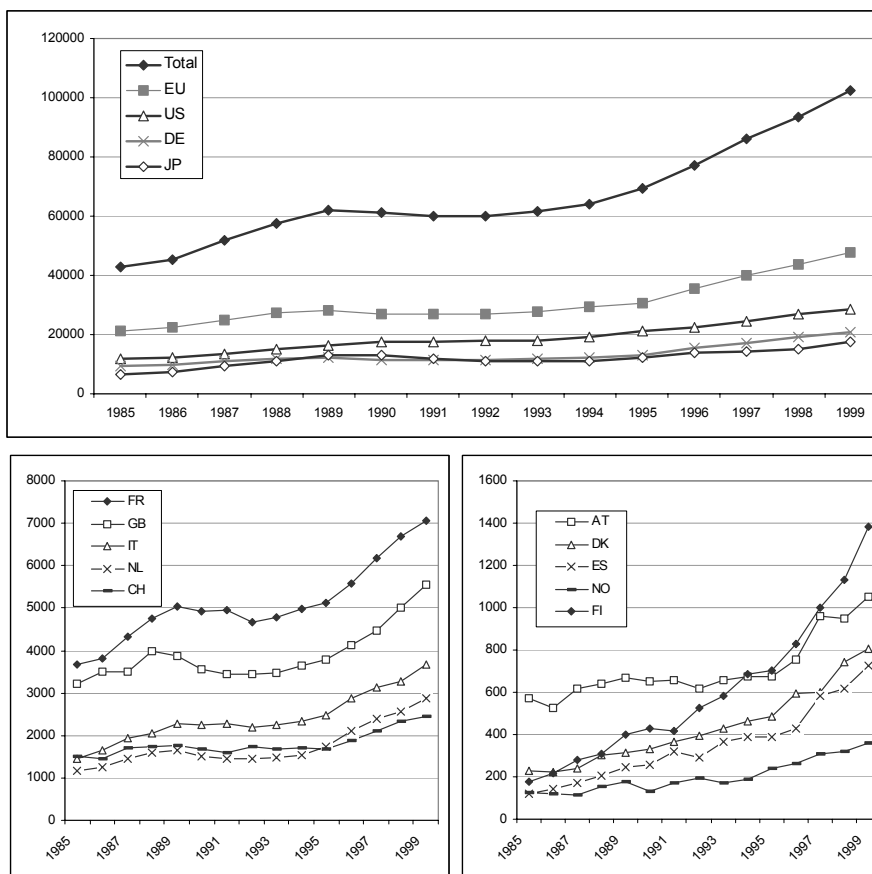 120000
100000
80000
60000
40000
20000
0
Total
EU
US
DE
JP
1985 1986 1987 1988 1989 1990 1991 1992 1993 1994 1995 1996 1997 1998 1999
8000
7000
6000
5000
4000
3000
2000
1000
0
FR
GB
IT
NL
CH
1985 1987 1989 1991 1993 1995 1997 1999
1600
1400
1200
1000
800
600
400
200
0
AT
DK
ES
NO
FI
1985 1987 1989 1991 1993 1995 1997 1999